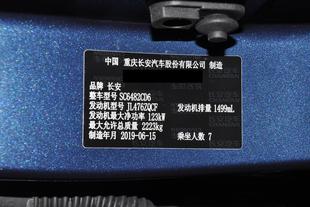 中国 重庆长安汽车股份有限公司 制造
品牌 长安
整车型号 SC6482CD6
发动机型号 JL476ZQCF 发动机排量 1499mL
发动机最大净功率 123kW
最大允许总质量 2223kg
制造年月 2019-06-15 乘坐人数 7